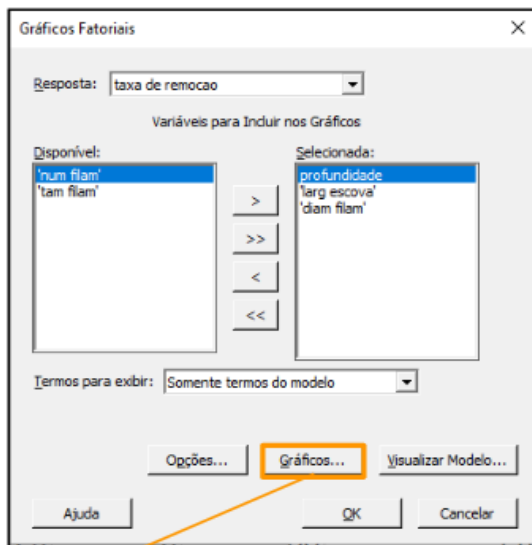 Gráficos Fatoriais
Resposta: taxa de remocao
Variáveis para Incluir nos Gráficos
Disponível: Selecionada:
'num filam' profundidade
'tam filam' 'larg escova'
'diam filam'
>
>>
<
<<
Termos para exibir: Somente termos do modelo
Opções... Gráficos... Visualizar Modelo...
Ajuda OK Cancelar